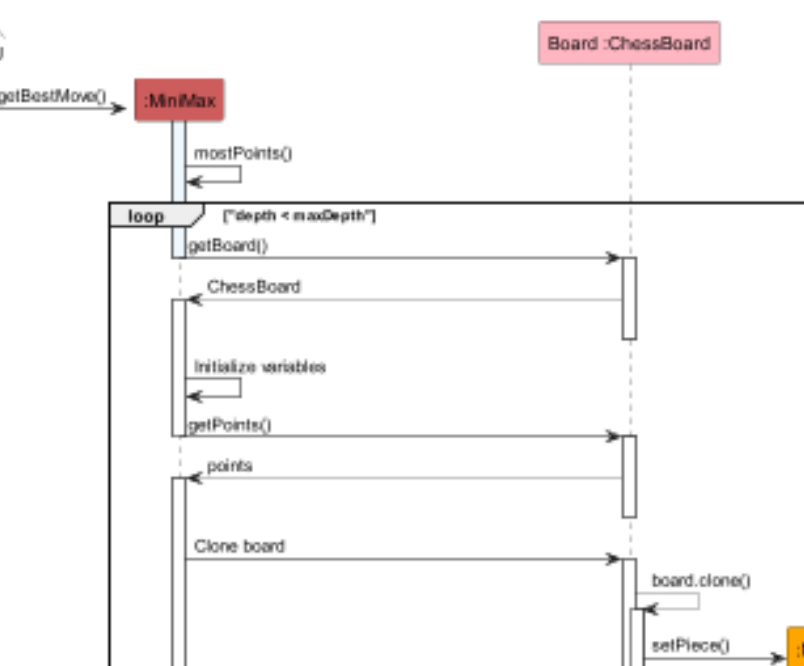 Board :ChessBoard
getBestMove()
:MiniMax
mostPoints()
loop ["depth < maxDepth"]
getBoard()
ChessBoard
Initialize variables
getPoints()
points
Clone board
board.clone()
setPiece()